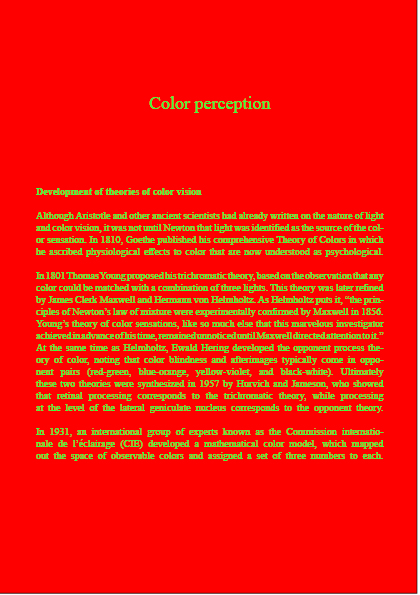 Color perception
Development of theories of color vision
Although Aristotle and other ancient scientists had already written on the nature of light
and color vision, it was not until Newton that light was identified as the source of the col-
or sensation. In 1810, Goethe published his comprehensive Theory of Colors in which
he ascribed physiological effects to color that are now understood as psychological.
In 1801 Thomas Young proposed his trichromatic theory, based on the observation that any
color could be matched with a combination of three lights. This theory was later refined
by James Clerk Maxwell and Hermann von Helmholtz. As Helmholtz puts it, “the prin-
ciples of Newton’s law of mixture were experimentally confirmed by Maxwell in 1856.
Young’s theory of color sensations, like so much else that this marvelous investigator
achieved in advance of his time, remained unnoticed until Maxwell directed attention to it.”
At the same time as Helmholtz, Ewald Hering developed the opponent process the-
ory of color, noting that color blindness and afterimages typically come in oppo-
nent pairs (red-green, blue-orange, yellow-violet, and black-white). Ultimately
these two theories were synthesized in 1957 by Hurvich and Jameson, who showed
that retinal processing corresponds to the trichromatic theory, while processing
at the level of the lateral geniculate nucleus corresponds to the opponent theory.
In 1931, an international group of experts known as the Commission internatio-
nale de l’éclairage (CIE) developed a mathematical color model, which mapped
out the space of observable colors and assigned a set of three numbers to each.